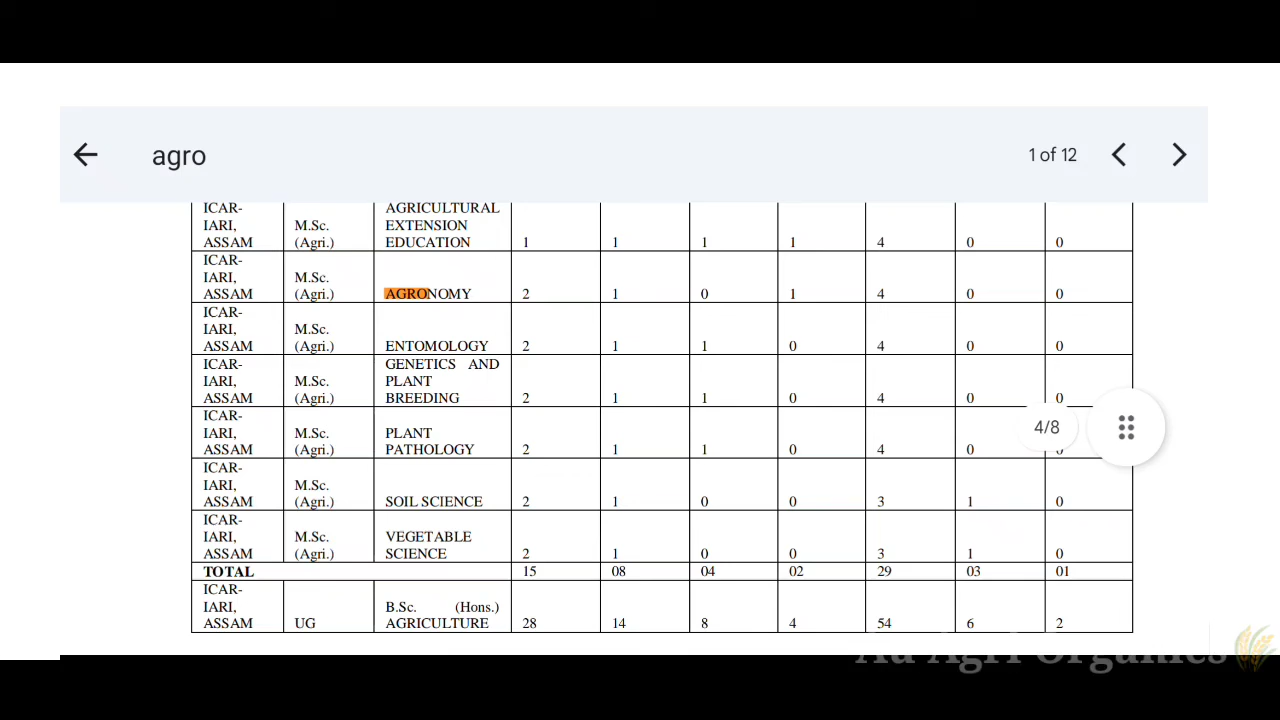 agro
1 of 12
ICAR-IARI, ASSAM M.Sc. (Agri.) AGRICULTURAL EXTENSION EDUCATION 1 1 1 1 4 0 0
ICAR-IARI, ASSAM M.Sc. (Agri.) AGRONOMY 2 1 0 1 4 0 0
ICAR-IARI, ASSAM M.Sc. (Agri.) ENTOMOLOGY 2 1 1 0 4 0 0
ICAR-IARI, ASSAM M.Sc. (Agri.) GENETICS AND PLANT BREEDING 2 1 1 0 4 0 0
4/8
ICAR-IARI, ASSAM M.Sc. (Agri.) PLANT PATHOLOGY 2 1 1 0 4 0
ICAR-IARI, ASSAM M.Sc. (Agri.) SOIL SCIENCE 2 1 0 0 3 1 0
ICAR-IARI, ASSAM M.Sc. (Agri.) VEGETABLE SCIENCE 2 1 0 0 3 1 0
TOTAL 15 08 04 02 29 03 01
ICAR-IARI, ASSAM UG B.Sc. (Hons.) AGRICULTURE 28 14 8 4 54 6 2
Au Agri Organics